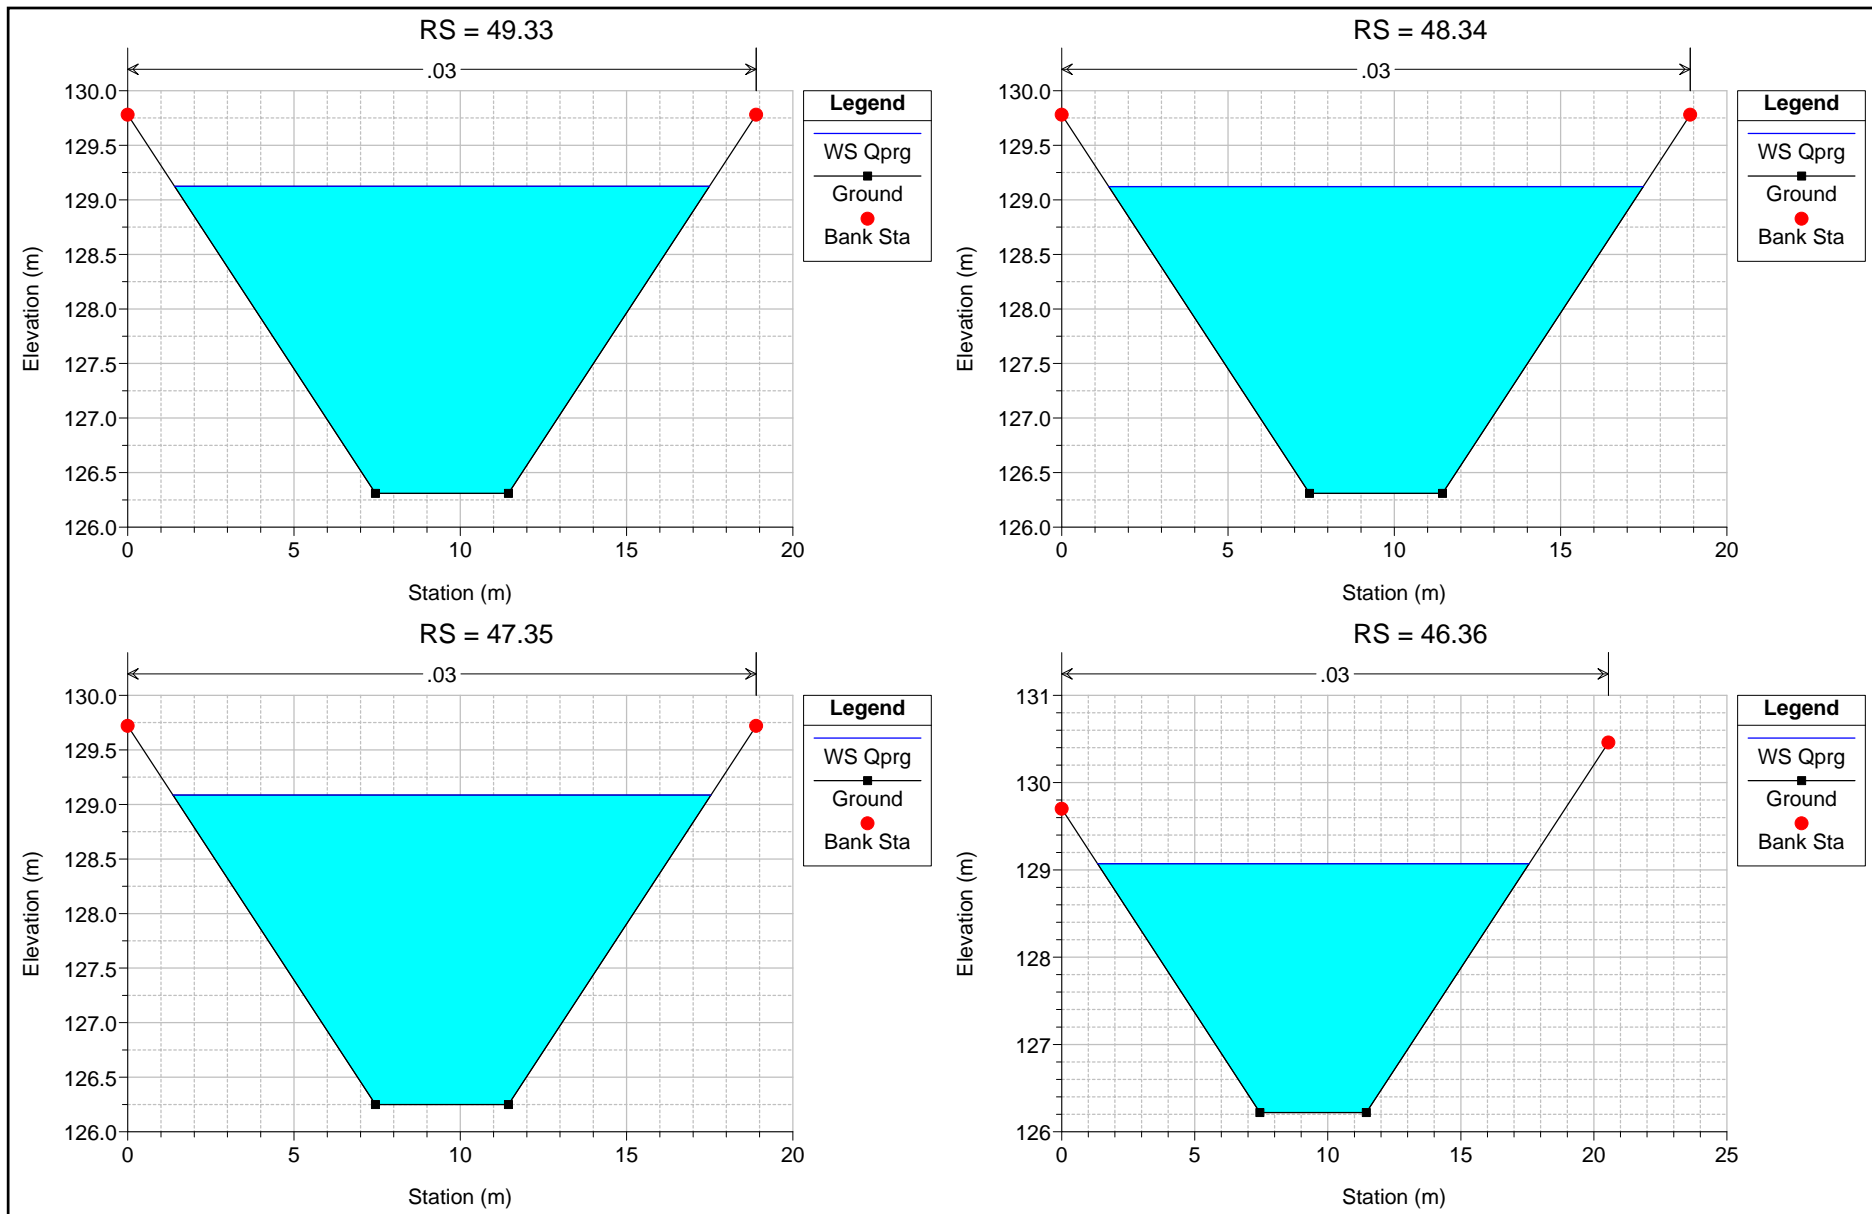 RS = 49.33
.03
130.0
129.5
129.0
128.5
128.0
127.5
127.0
126.5
126.0
0 5 10 15 20
Elevation (m)
Station (m)
Legend
WS Qprg
Ground
Bank Sta
RS = 48.34
.03
130.0
129.5
129.0
128.5
128.0
127.5
127.0
126.5
126.0
0 5 10 15 20
Elevation (m)
Station (m)
Legend
WS Qprg
Ground
Bank Sta
RS = 47.35
.03
130.0
129.5
129.0
128.5
128.0
127.5
127.0
126.5
126.0
0 5 10 15 20
Elevation (m)
Station (m)
Legend
WS Qprg
Ground
Bank Sta
RS = 46.36
.03
131
130
129
128
127
126
0 5 10 15 20 25
Elevation (m)
Station (m)
Legend
WS Qprg
Ground
Bank Sta